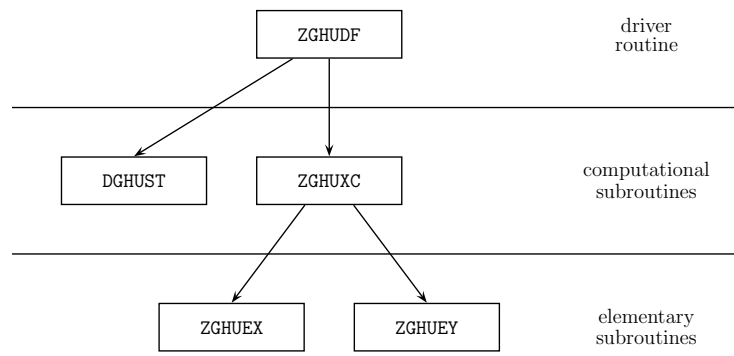 ZGHUDF
driver
routine
DGHUST
ZGHUXC
computational
subroutines
ZGHUEX
ZGHUEY
elementary
subroutines